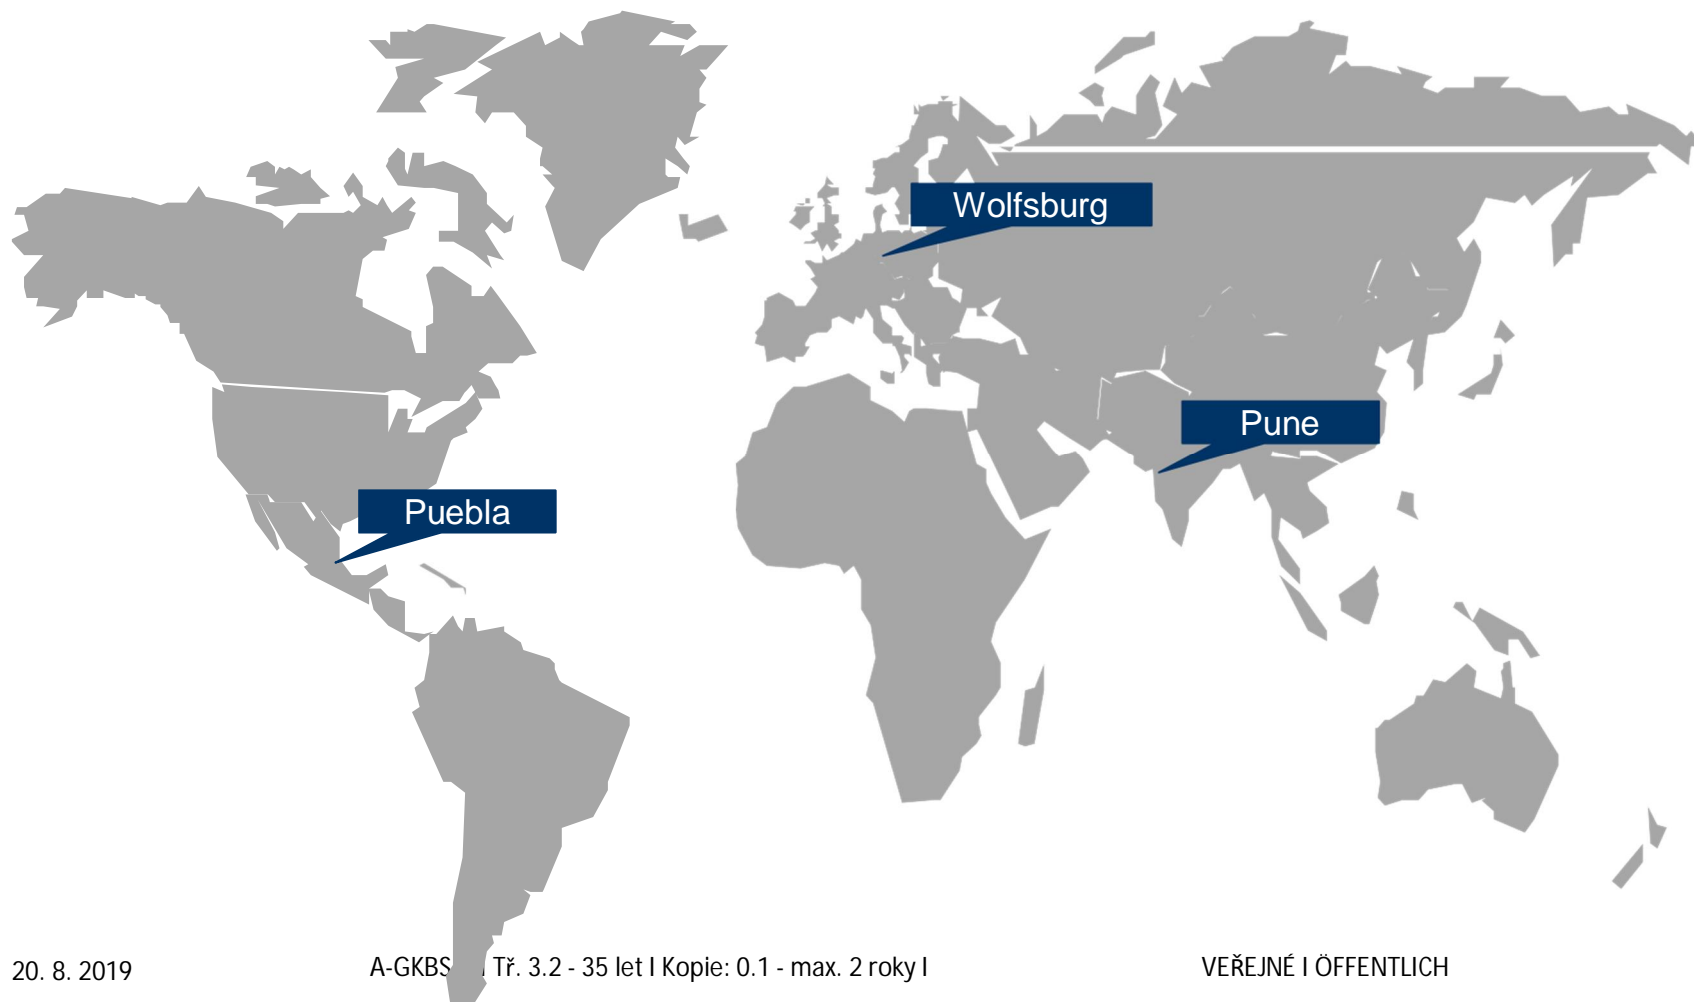 Wolfsburg
Pune
Puebla
20. 8. 2019
A-GKBS Tř. 3.2 - 35 let I Kopie: 0.1 - max. 2 roky I
VEŘEJNÉ I ÖFFENTLICH